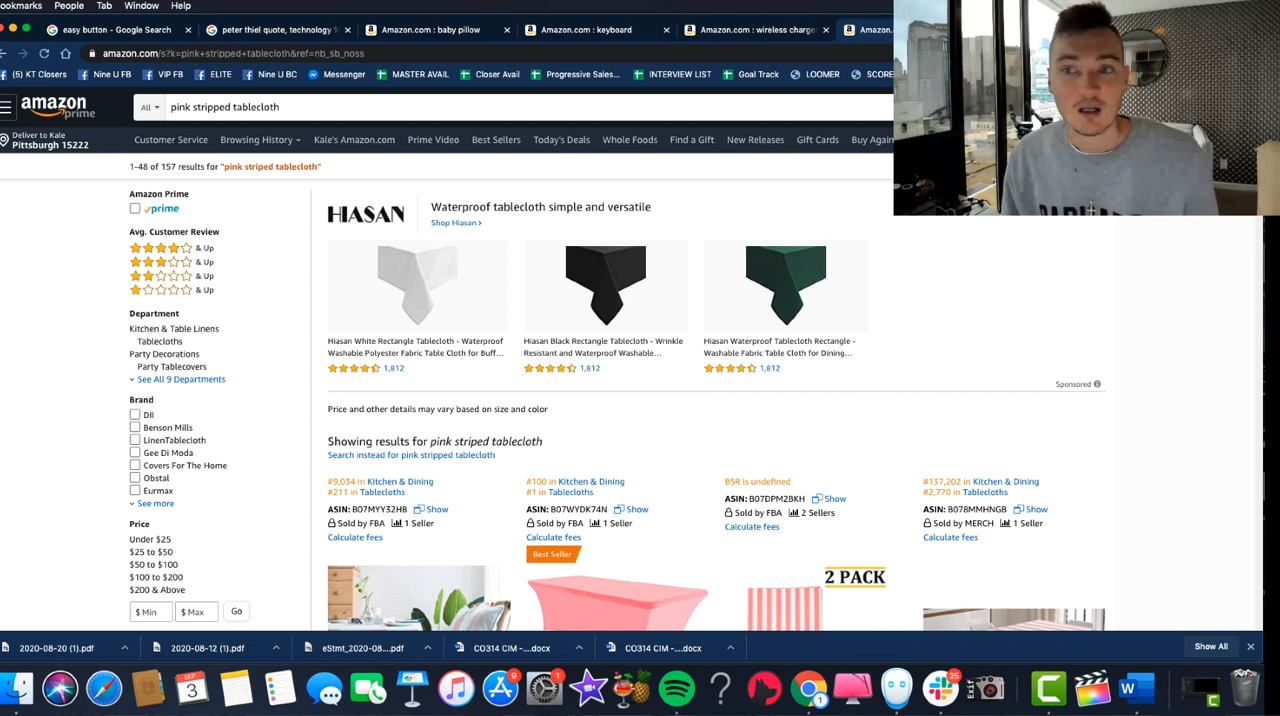 ookmarks People Tab Window Help
easy button - Google Search peter thiel quote, technology 1 Amazon.com : baby pillow Amazon.com : keyboard Amazon.com : wireless charger
amazon.com/s?k=pink+stripped+tablecloth&ref=nb_sb_noss
(5) KT Closers Nine U FB VIP FB ELITE Nine U BC Messenger MASTER AVAIL Closer Avail Progressive Sales... INTERVIEW LIST Goal Track LOOMER SCORE
amazon prime All pink stripped tablecloth
Deliver to Kale
Pittsburgh 15222
Customer Service Browsing History Kale's Amazon.com Prime Video Best Sellers Today's Deals Whole Foods Find a Gift New Releases Gift Cards Buy Again
1-48 of 157 results for "pink striped tablecloth"
Amazon Prime
prime
Avg. Customer Review
& Up
& Up
& Up
& Up
Department
Kitchen & Table Linens
Tablecloths
Party Decorations
Party Tablecovers
See All 9 Departments
Brand
DII
Benson Mills
LinenTablecloth
Gee Di Moda
Covers For The Home
Obstal
Eurmax
See more
Price
Under $25
$25 to $50
$50 to $100
$100 to $200
$200 & Above
$ Min $ Max Go
HIASAN
Waterproof tablecloth simple and versatile
Shop Hiasan ›
Hiasan White Rectangle Tablecloth - Waterproof
Washable Polyester Fabric Table Cloth for Buff...
1,812
Hiasan Black Rectangle Tablecloth - Wrinkle
Resistant and Waterproof Washable...
1,812
Hiasan Waterproof Tablecloth Rectangle -
Washable Fabric Table Cloth for Dining...
1,812
Sponsored
Price and other details may vary based on size and color
Showing results for pink striped tablecloth
Search instead for pink stripped tablecloth
#9,034 in Kitchen & Dining
#211 in Tablecloths
ASIN: B07MYY32HB Show
Sold by FBA 1 Seller
Calculate fees
#100 in Kitchen & Dining
#1 in Tablecloths
ASIN: B07WYDK74N Show
Sold by FBA 1 Seller
Calculate fees
Best Seller
BSR is undefined
ASIN: B07DPM2BKH Show
Sold by FBA 2 Sellers
Calculate fees
2 PACK
#137,202 in Kitchen & Dining
#2,770 in Tablecloths
ASIN: B078MMHNGB Show
Sold by MERCH 1 Seller
Calculate fees
2020-08-20 (1).pdf 2020-08-12 (1).pdf eStmt_2020-08....pdf CO314 CIM -....docx CO314 CIM -....docx Show All
SEP
3
9
1
1
25
Exif